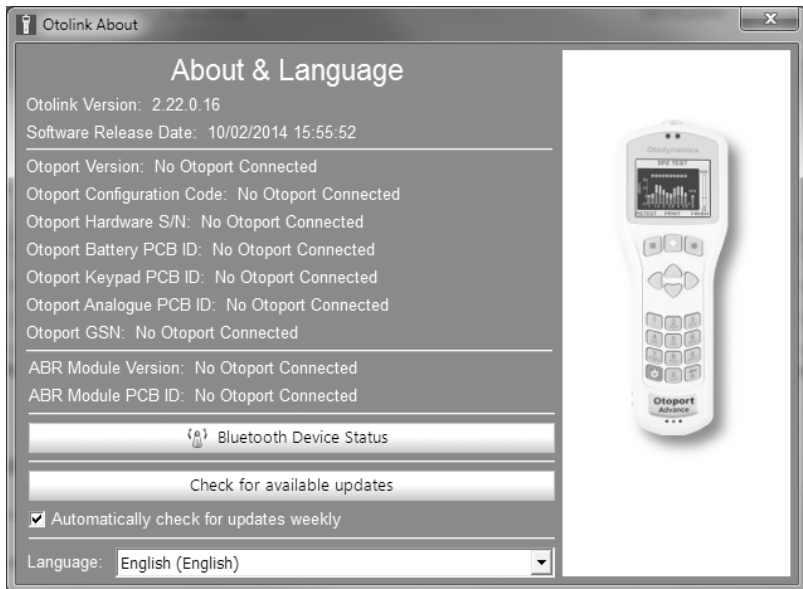 Otolink About
x
About & Language
Otolink Version: 2.22.0.16
Software Release Date: 10/02/2014 15:55:52
Otoport Version: No Otoport Connected
Otoport Configuration Code: No Otoport Connected
Otoport Hardware S/N: No Otoport Connected
Otoport Battery PCB ID: No Otoport Connected
Otoport Keypad PCB ID: No Otoport Connected
Otoport Analogue PCB ID: No Otoport Connected
Otoport GSN: No Otoport Connected
ABR Module Version: No Otoport Connected
ABR Module PCB ID: No Otoport Connected
Bluetooth Device Status
Check for available updates
Automatically check for updates weekly
Language: English (English)
Otodynamics
DPZ TEST
RETEST PRINT FINISH
Otoport
Advance